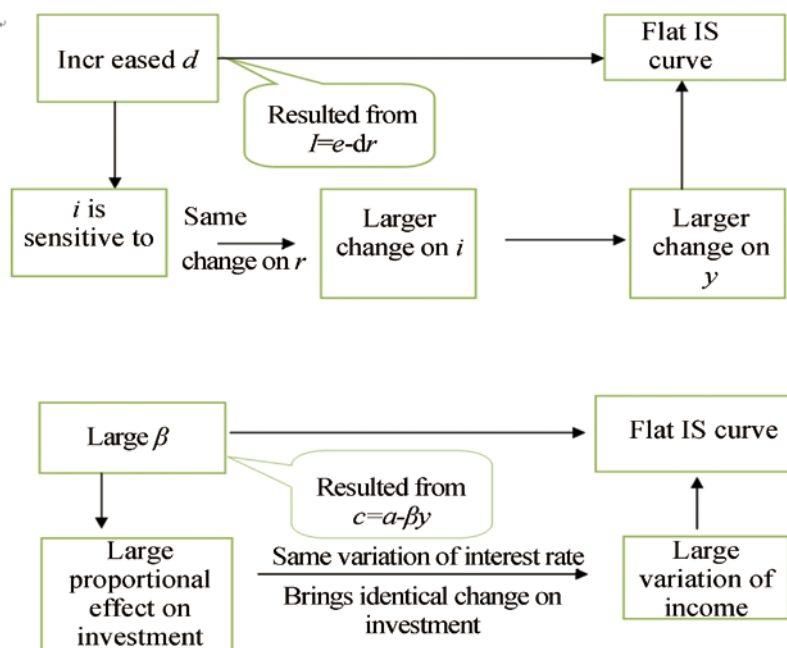 Incr eased d
Flat IS
curve
Resulted from
I=e-dr
i is
sensitive to
Same
change on r
Larger
change on i
Larger
change on
y
Large β
Flat IS curve
Resulted from
c=a-βy
Large
proportional
effect on
investment
Same variation of interest rate
Brings identical change on
investment
Large
variation of
income